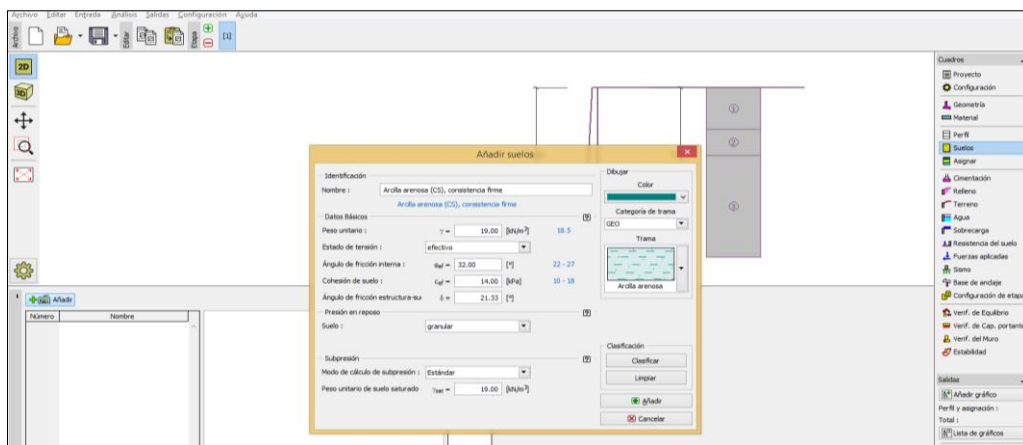 Archivo Editar Entrada Análisis Salidas Configuración Ayuda
Archivo
Editar
Etapa
[1]
2D
3D
1
2
3
Cuadros
Proyecto
Configuración
Geometría
Material
Perfil
Suelos
Asignar
Cimentación
Relleno
Terreno
Agua
Sobrecarga
Resistencia del suelo
Fuerzas aplicadas
Sismo
Base de anclaje
Configuración de etapa
Verif. de Equilibrio
Verif. de Cap. portante
Verif. del Muro
Estabilidad
Salidas
Añadir gráfico
Perfil y asignación :
Total :
Lista de gráficos
Añadir
Número Nombre
Añadir suelos
Identificación
Nombre : Arcilla arenosa (CS), consistencia firme
Arcilla arenosa (CS), consistencia firme
Datos Básicos [?]
Peso unitario : γ = 19.00 [kN/m³] 18.5
Estado de tensión : efectivo
Ángulo de fricción interna : φef = 32.00 [°] 22 - 27
Cohesión de suelo : cef = 14.00 [kPa] 10 - 18
Ángulo de fricción estructura-su δ = 21.33 [°]
Presión en reposo [?]
Suelo : granular
Subpresión [?]
Modo de cálculo de subpresión : Estándar
Peso unitario de suelo saturado γsat = 19.00 [kN/m³]
Dibujar
Color
Categoría de trama
GEO
Trama
Arcilla arenosa
Clasificación
Clasificar
Limpiar
Añadir
Cancelar